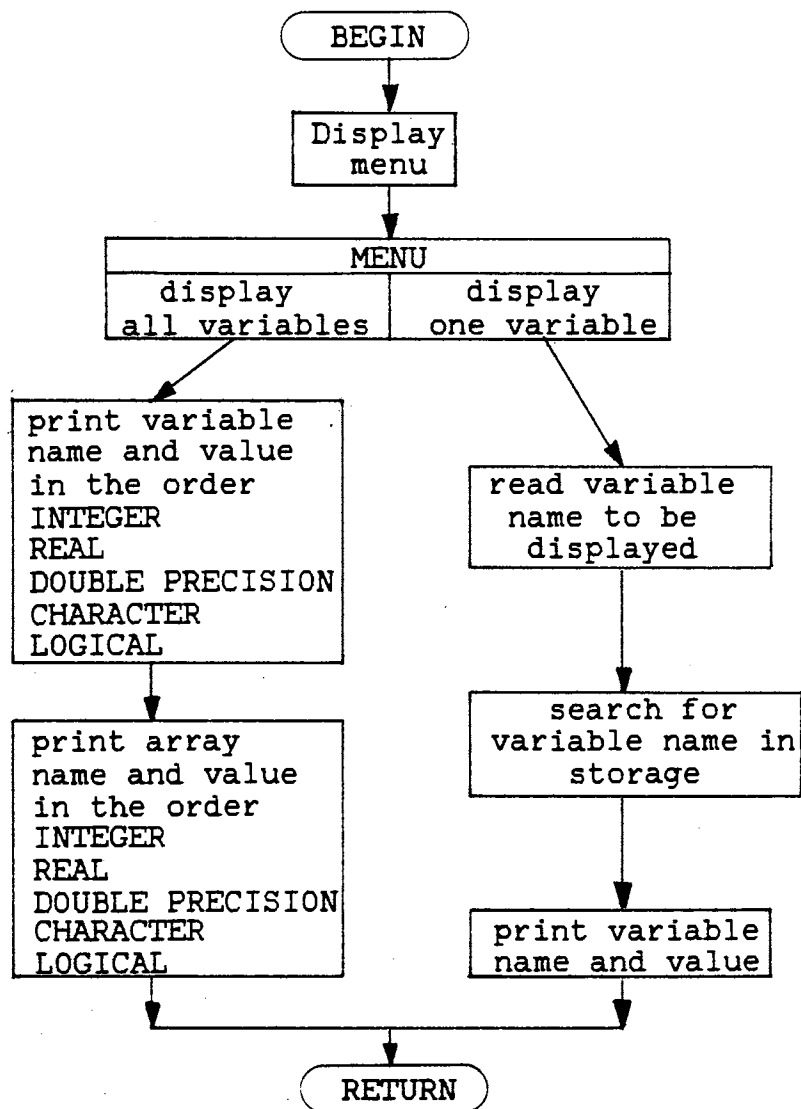 BEGIN
Display
menu
MENU
display
all variables
display
one variable
print variable
name and value
in the order
INTEGER
REAL
DOUBLE PRECISION
CHARACTER
LOGICAL
print array
name and value
in the order
INTEGER
REAL
DOUBLE PRECISION
CHARACTER
LOGICAL
read variable
name to be
displayed
search for
variable name in
storage
print variable
name and value
RETURN